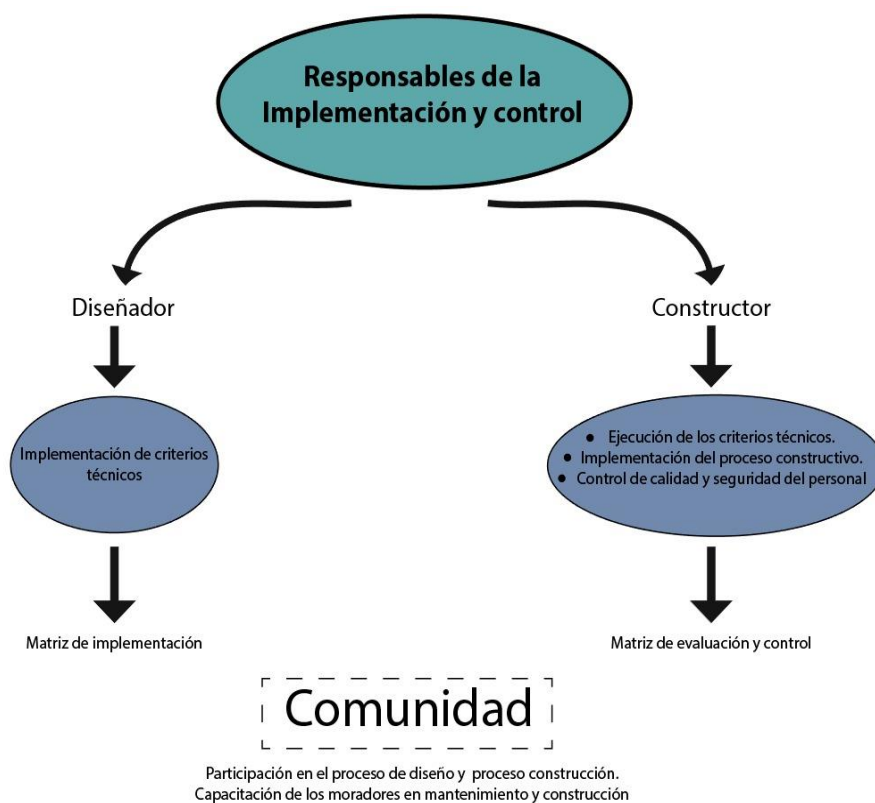 Responsables de la
Implementación y control
Diseñador
Constructor
Implementación de criterios
técnicos
● Ejecución de los criterios técnicos.
● Implementación del proceso constructivo.
● Control de calidad y seguridad del personal
Matriz de implementación
Matriz de evaluación y control
Comunidad
Participación en el proceso de diseño y proceso construcción.
Capacitación de los moradores en mantenimiento y construcción